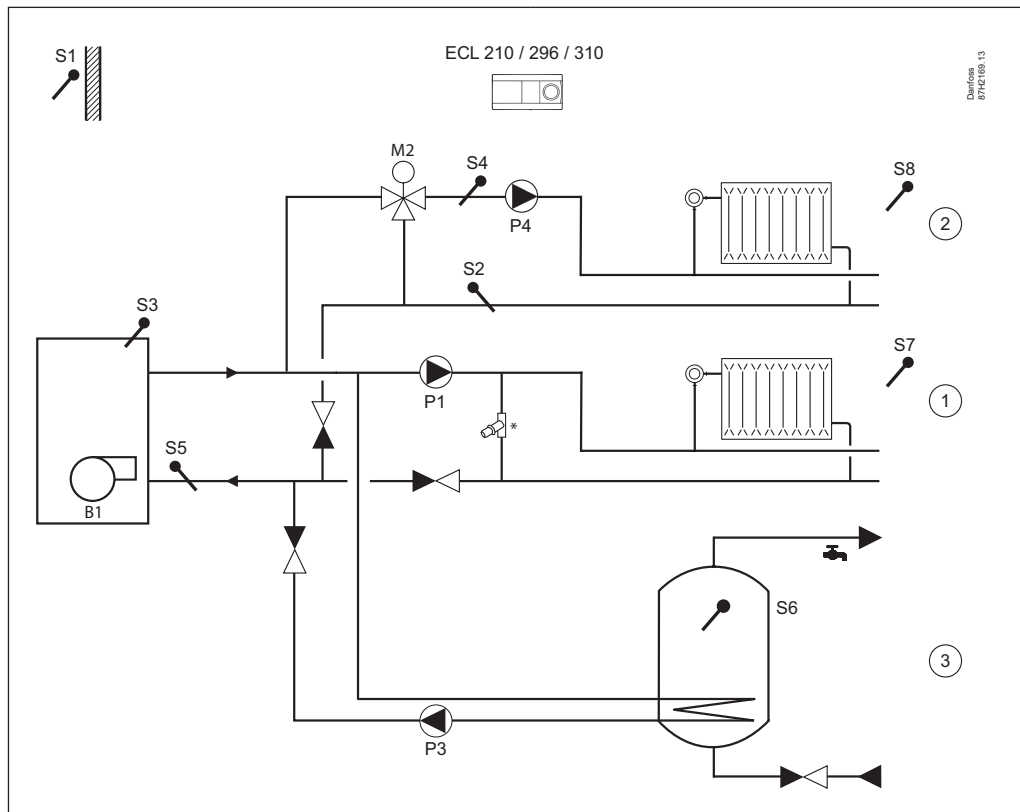 S1
ECL 210 / 296 / 310
Danfoss
87H2169.13
M2
S4
S8
P4
2
S2
S3
S7
P1
*
1
S5
B1
S6
3
P3